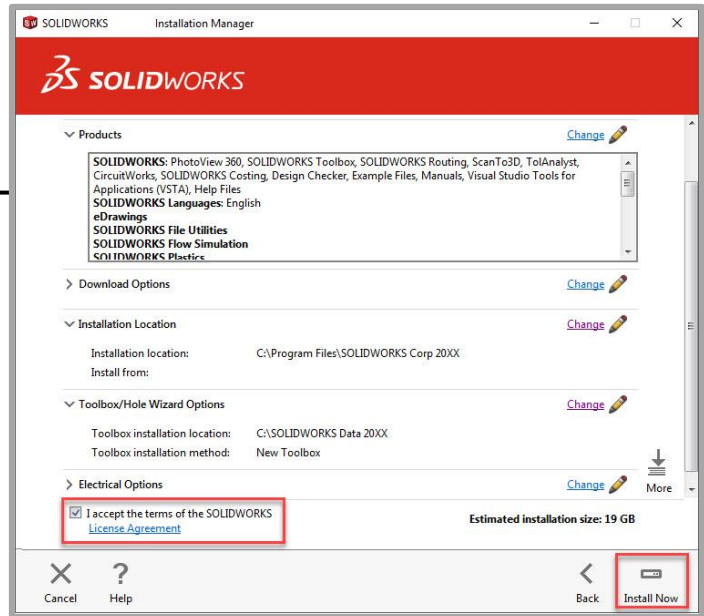 SOLIDWORKS Installation Manager
SOLIDWORKS
Products Change
SOLIDWORKS: PhotoView 360, SOLIDWORKS Toolbox, SOLIDWORKS Routing, ScanTo3D, TolAnalyst,
CircuitWorks, SOLIDWORKS Costing, Design Checker, Example Files, Manuals, Visual Studio Tools for
Applications (VSTA), Help Files
SOLIDWORKS Languages: English
eDrawings
SOLIDWORKS File Utilities
SOLIDWORKS Flow Simulation
SOLIDWORKS Plastics
Download Options Change
Installation Location Change
Installation location: C:\Program Files\SOLIDWORKS Corp 20XX
Install from:
Toolbox/Hole Wizard Options Change
Toolbox installation location: C:\SOLIDWORKS Data 20XX
Toolbox installation method: New Toolbox
Electrical Options Change
More
I accept the terms of the SOLIDWORKS
License Agreement
Estimated installation size: 19 GB
Cancel Help Back Install Now